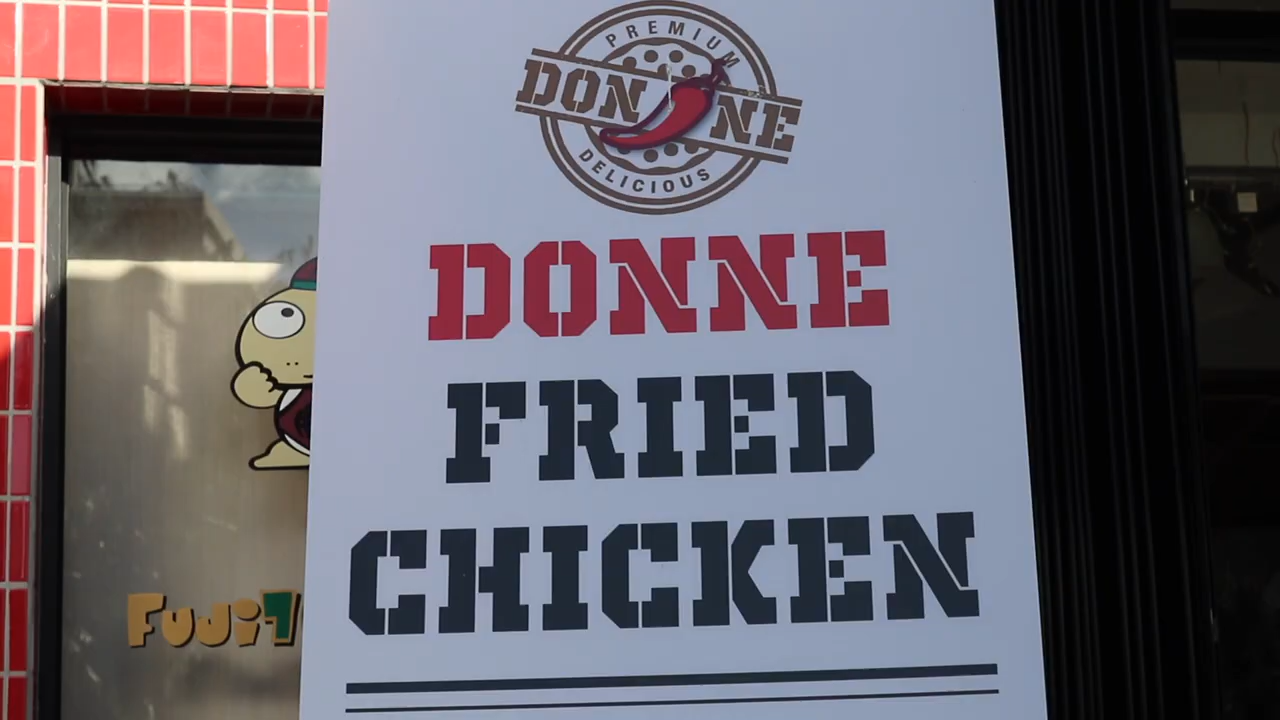 PREMIUM
DONNE
DELICIOUS
DONNE
FRIED
CHICKEN